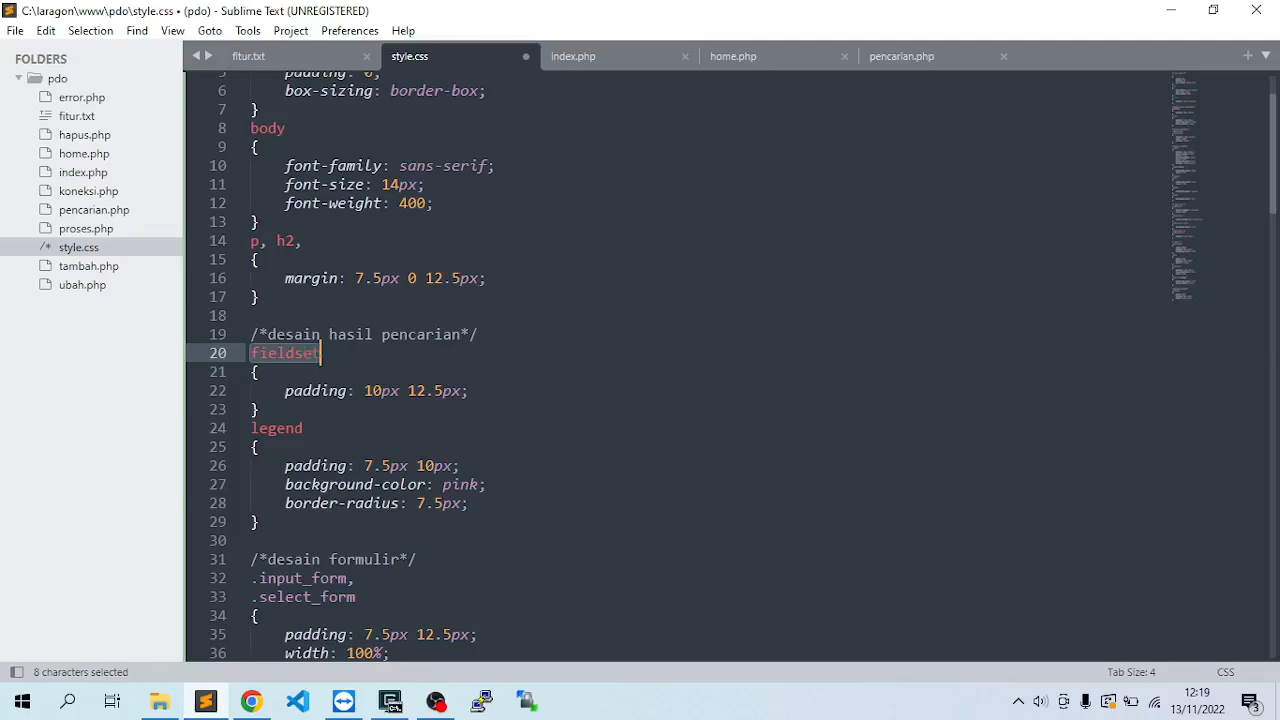 C:\laragon\www\pdo\style.css • (pdo) - Sublime Text (UNREGISTERED)
File Edit Selection Find View Goto Tools Project Preferences Help
FOLDERS
pdo
error.php
fitur.txt
hapus.php
home.php
index.php
koneksi.php
pencarian.php
proses.php
/* style.css
tambah.php
ubah.php
fitur.txt style.css index.php home.php pencarian.php
5 padding: 0;
6 box-sizing: border-box;
7 }
8 body
9 {
10 font-family: sans-serif;
11 font-size: 14px;
12 font-weight: 400;
13 }
14 p, h2,
15 {
16 margin: 7.5px 0 12.5px;
17 }
18
19 /*desain hasil pencarian*/
20 fieldset
21 {
22 padding: 10px 12.5px;
23 }
24 legend
25 {
26 padding: 7.5px 10px;
27 background-color: pink;
28 border-radius: 7.5px;
29 }
30
31 /*desain formulir*/
32 .input_form,
33 .select_form
34 {
35 padding: 7.5px 12.5px;
36 width: 100%;
8 characters selected Tab Size: 4 CSS
12:19
13/11/2022
3